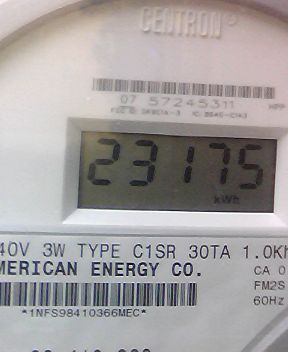 CENTRON®
07 57245311
23175
kWh
40V 3W TYPE C1SR 30TA 1.0Kh
MERICAN ENERGY CO.
CA 0
FM2S
60Hz
*1NFS98410366MEC*